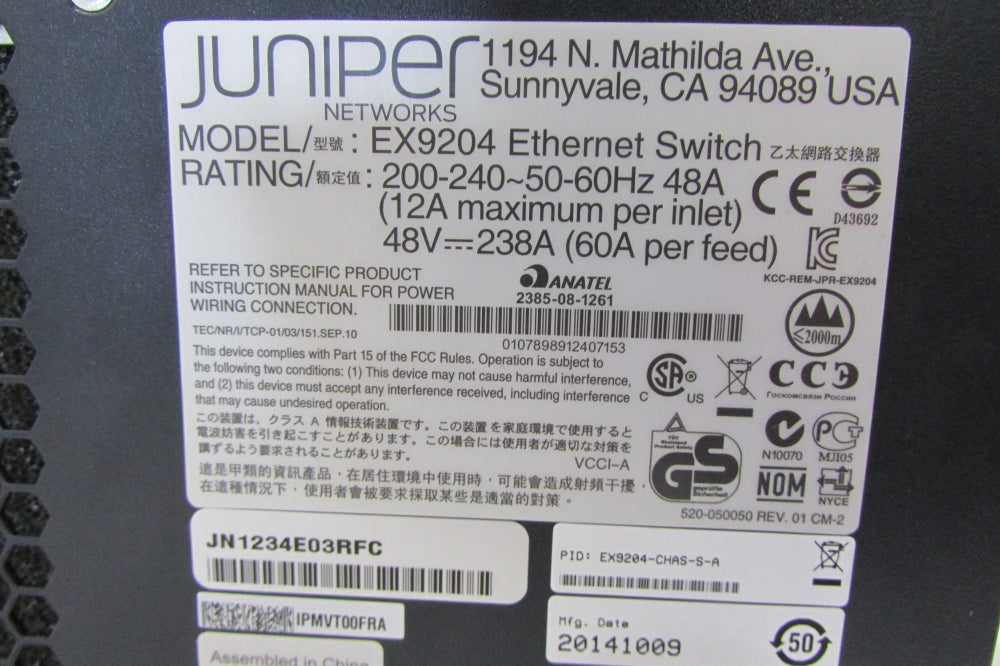 JUNIPER
NETWORKS
1194 N. Mathilda Ave.,
Sunnyvale, CA 94089 USA
MODEL/型號: EX9204 Ethernet Switch 乙太網路交換器
RATING/額定值: 200-240~50-60Hz 48A
(12A maximum per inlet)
48V⎓238A (60A per feed)
CE
D43692
KCC-REM-JPR-EX9204
REFER TO SPECIFIC PRODUCT
INSTRUCTION MANUAL FOR POWER
WIRING CONNECTION.
ANATEL
2385-08-1261
0107898912407153
TEC/NR/I/TCP-01/03/151.SEP.10
≤2000m
This device complies with Part 15 of the FCC Rules. Operation is subject to
the following two conditions: (1) This device may not cause harmful interference,
and (2) this device must accept any interference received, including interference
that may cause undesired operation.
C US
Госкомсвязи России
この装置は、クラス A 情報技術装置です。この装置を家庭環境で使用すると
電波妨害を引き起こすことがあります。この場合には使用者が適切な対策を
講ずるよう要求されることがあります。
VCCI-A
這是甲類的資訊產品，在居住環境中使用時，可能會造成射頻干擾，
在這種情況下，使用者會被要求採取某些是適當的對策。
GS
geprüfte
Sicherheit
N10070
MJ105
NOM
NYCE
520-050050 REV. 01 CM-2
JN1234E03RFC
PID: EX9204-CHAS-S-A
IPMVT00FRA
Mfg. Date
20141009
50
Assembled in China